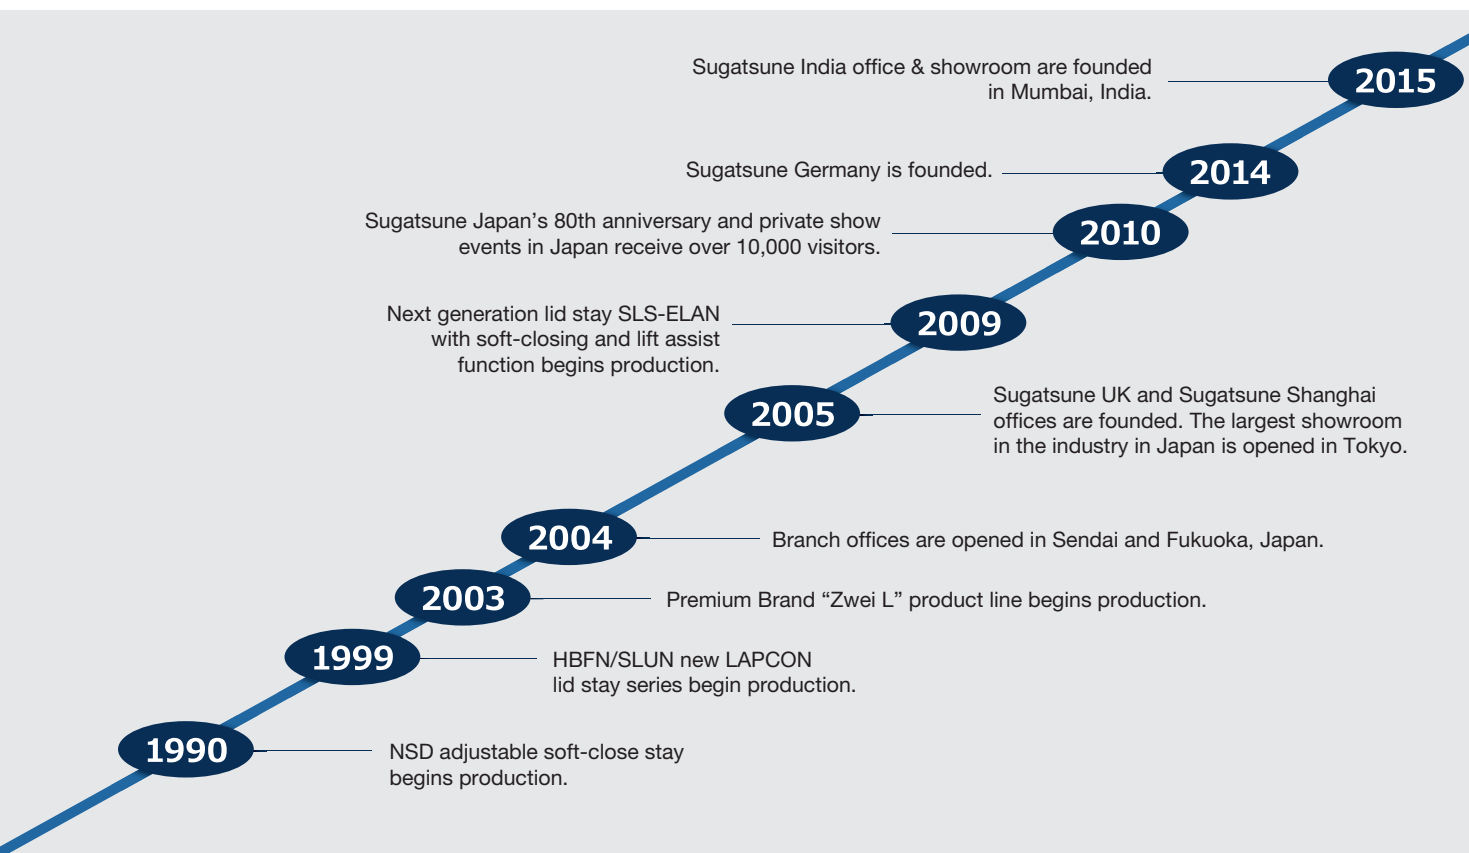 Sugatsune India office & showroom are founded
in Mumbai, India.
2015
Sugatsune Germany is founded.
2014
Sugatsune Japan’s 80th anniversary and private show
events in Japan receive over 10,000 visitors.
2010
Next generation lid stay SLS-ELAN
with soft-closing and lift assist
function begins production.
2009
2005
Sugatsune UK and Sugatsune Shanghai
offices are founded. The largest showroom
in the industry in Japan is opened in Tokyo.
2004
Branch offices are opened in Sendai and Fukuoka, Japan.
2003
Premium Brand “Zwei L” product line begins production.
1999
HBFN/SLUN new LAPCON
lid stay series begin production.
1990
NSD adjustable soft-close stay
begins production.